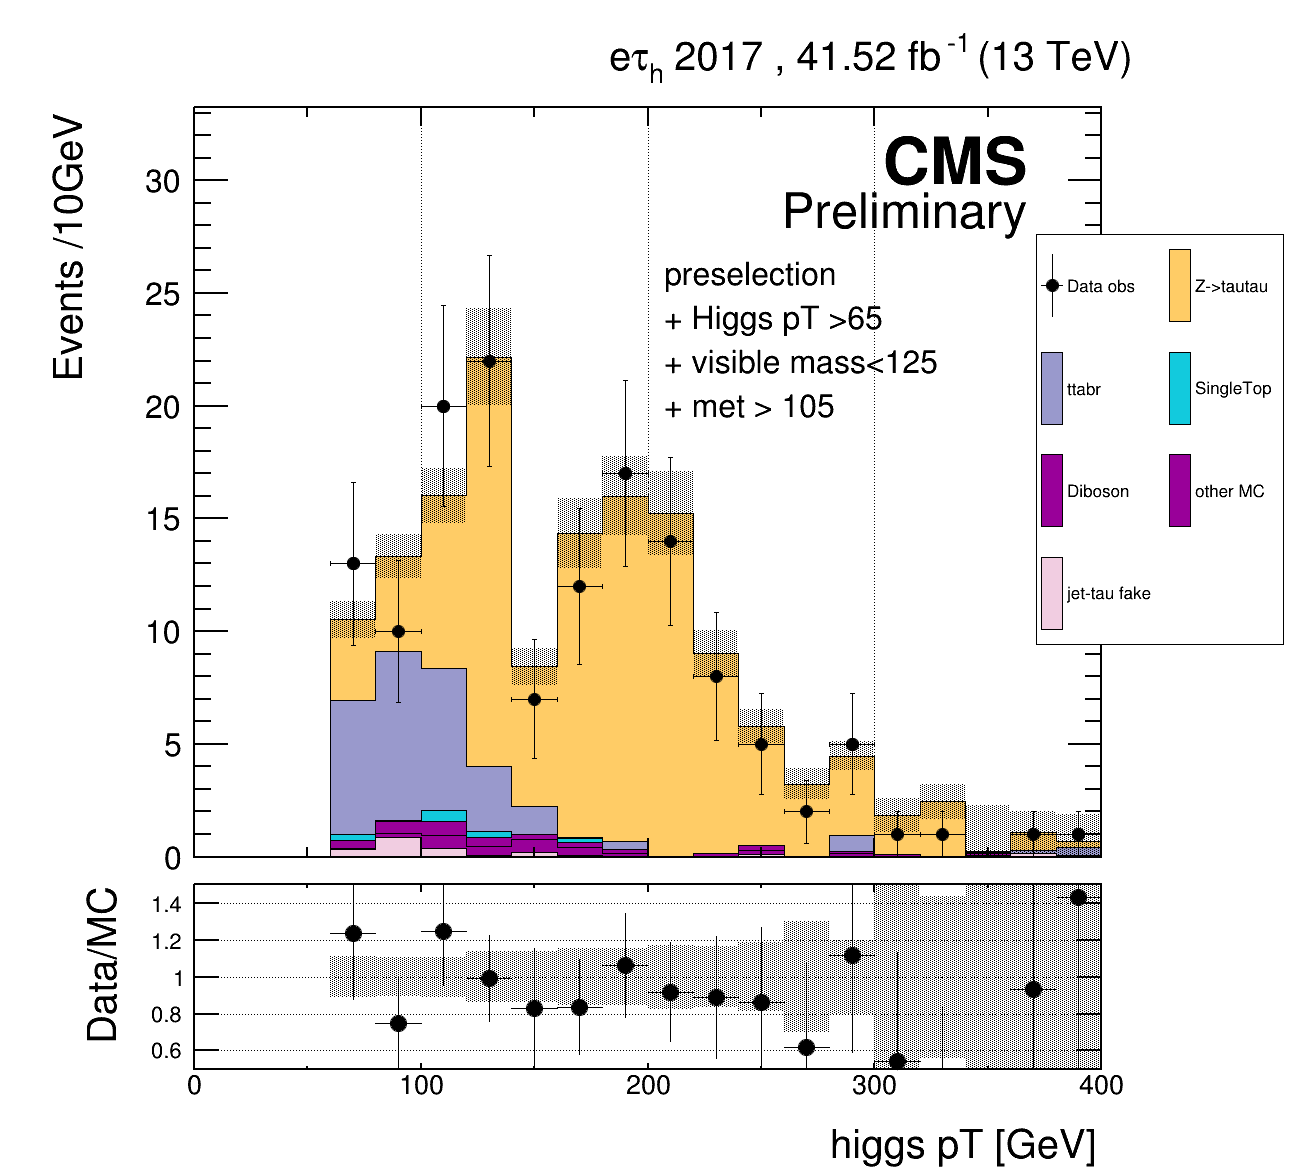 eτh 2017 , 41.52 fb-1 (13 TeV)
Events /10GeV
30
25
20
15
10
5
0
CMS
Preliminary
preselection
+ Higgs pT >65
+ visible mass<125
+ met > 105
Data obs
Z->tautau
ttabr
SingleTop
Diboson
other MC
jet-tau fake
Data/MC
1.4
1.2
1
0.8
0.6
0
100
200
300
400
higgs pT [GeV]